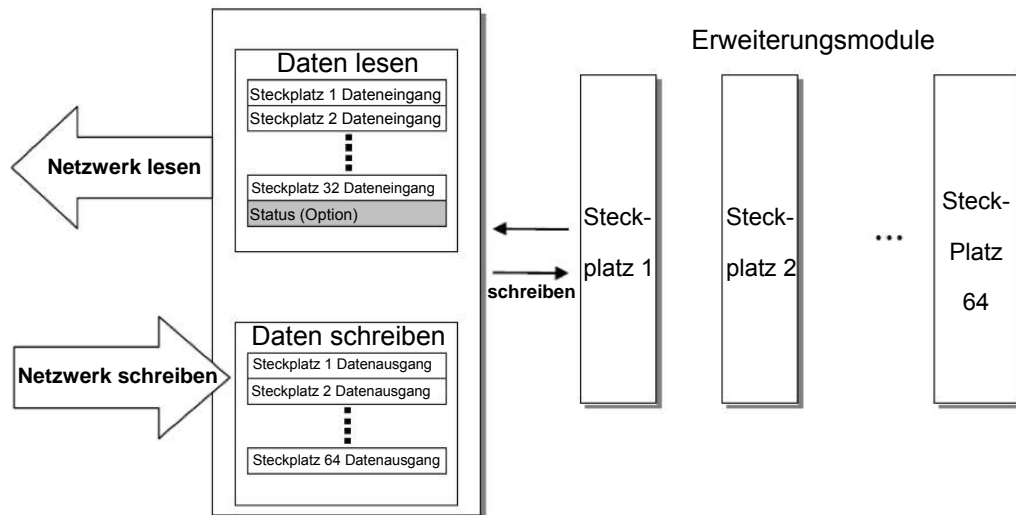 Erweiterungsmodule
Daten lesen
Steckplatz 1 Dateneingang
Steckplatz 2 Dateneingang
Steckplatz 32 Dateneingang
Status (Option)
Netzwerk lesen
schreiben
Daten schreiben
Steckplatz 1 Datenausgang
Steckplatz 2 Datenausgang
Steckplatz 64 Datenausgang
Netzwerk schreiben
Steck-
platz 1
Steck-
platz 2
...
Steck-
Platz
64